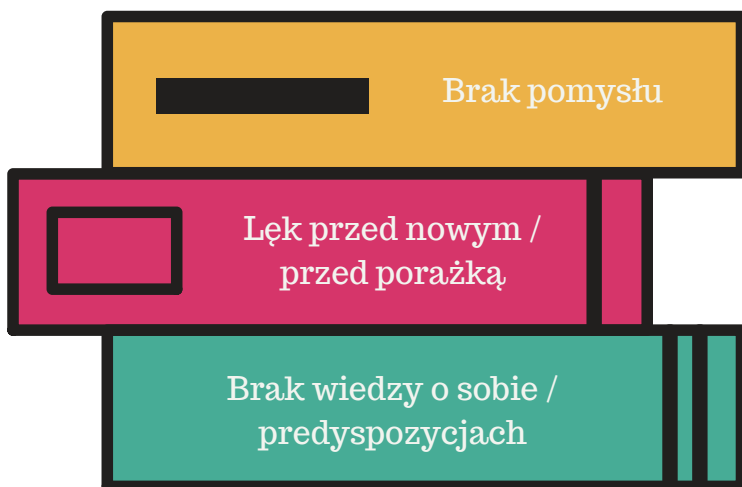 Brak pomysłu
Lęk przed nowym /
przed porażką
Brak wiedzy o sobie /
predyspozycjach